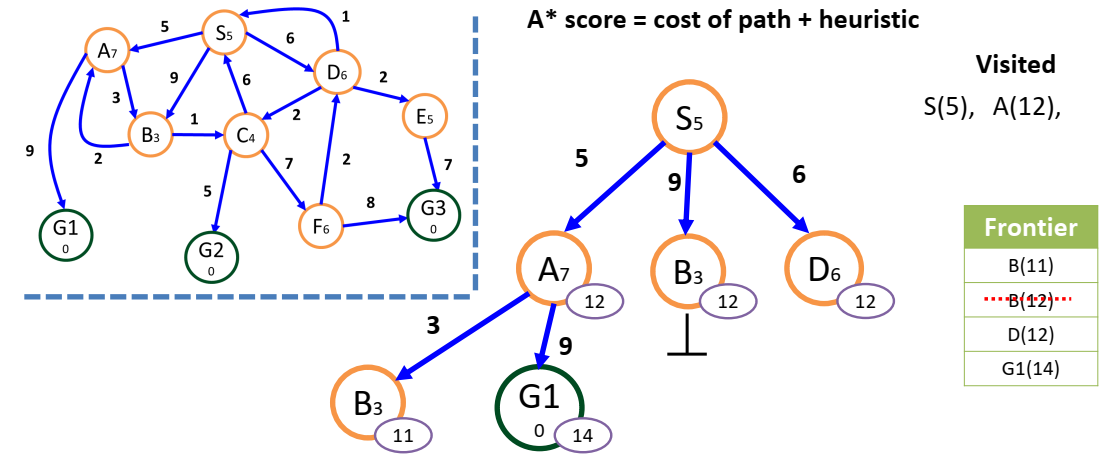 A* score = cost of path + heuristic
Visited
S(5), A(12),
5
1
S5
A7
6
D6
9
6
2
3
2
E5
B3
1
C4
9
2
7
2
7
5
8
G1
0
G2
0
F6
G3
0
S5
5
9
6
A7
12
B3
12
D6
12
3
9
B3
11
G1
0
14
Frontier
B(11)
B(12)
D(12)
G1(14)